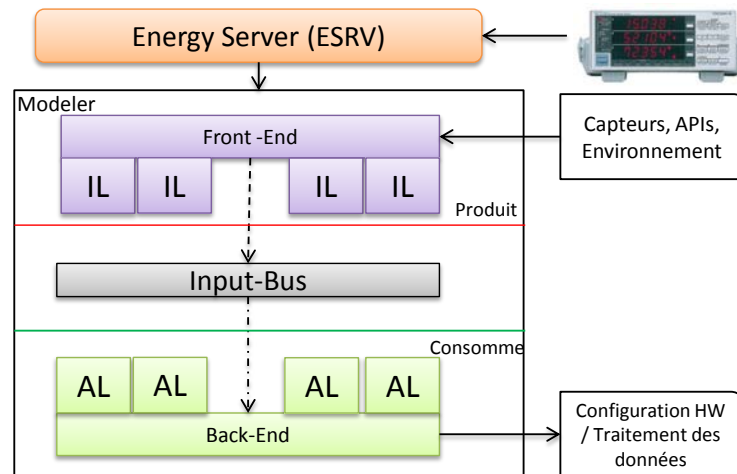 Energy Server (ESRV)
Modeler
Front -End
IL
IL
IL
IL
Capteurs, APIs,
Environnement
Produit
Input-Bus
Consomme
AL
AL
AL
AL
Back-End
Configuration HW
/ Traitement des
données